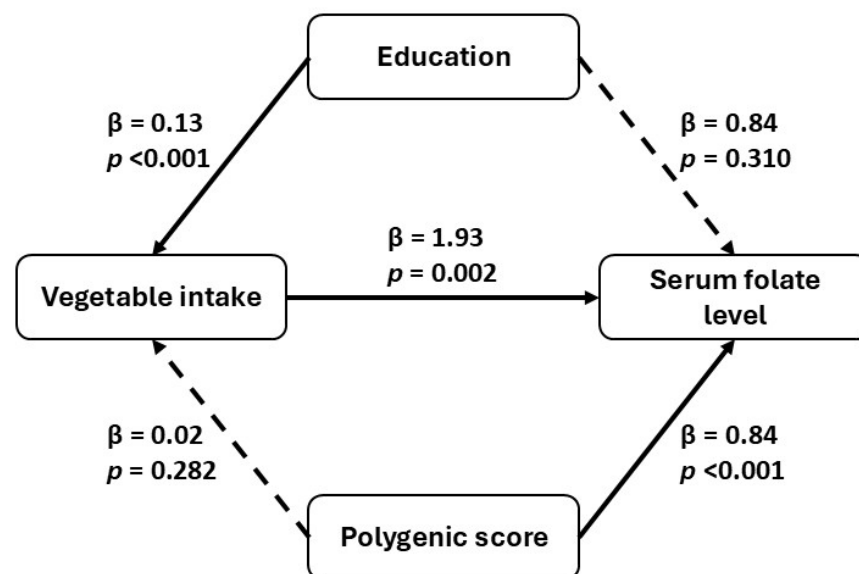 Education
β = 0.13
p <0.001
β = 0.84
p = 0.310
β = 1.93
p = 0.002
Vegetable intake
Serum folate
level
β = 0.02
p = 0.282
β = 0.84
p <0.001
Polygenic score